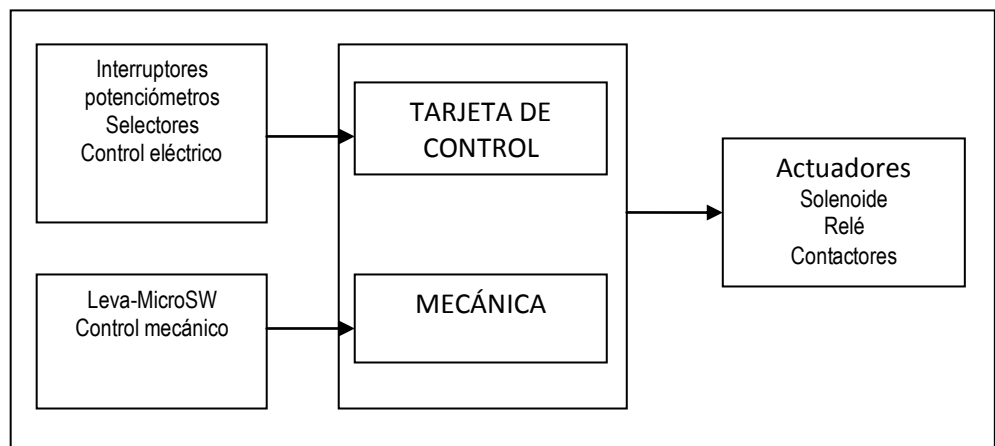 Interruptores
potenciómetros
Selectores
Control eléctrico
TARJETA DE
CONTROL
Actuadores
Solenoide
Relé
Contactores
Leva-MicroSW
Control mecánico
MECÁNICA